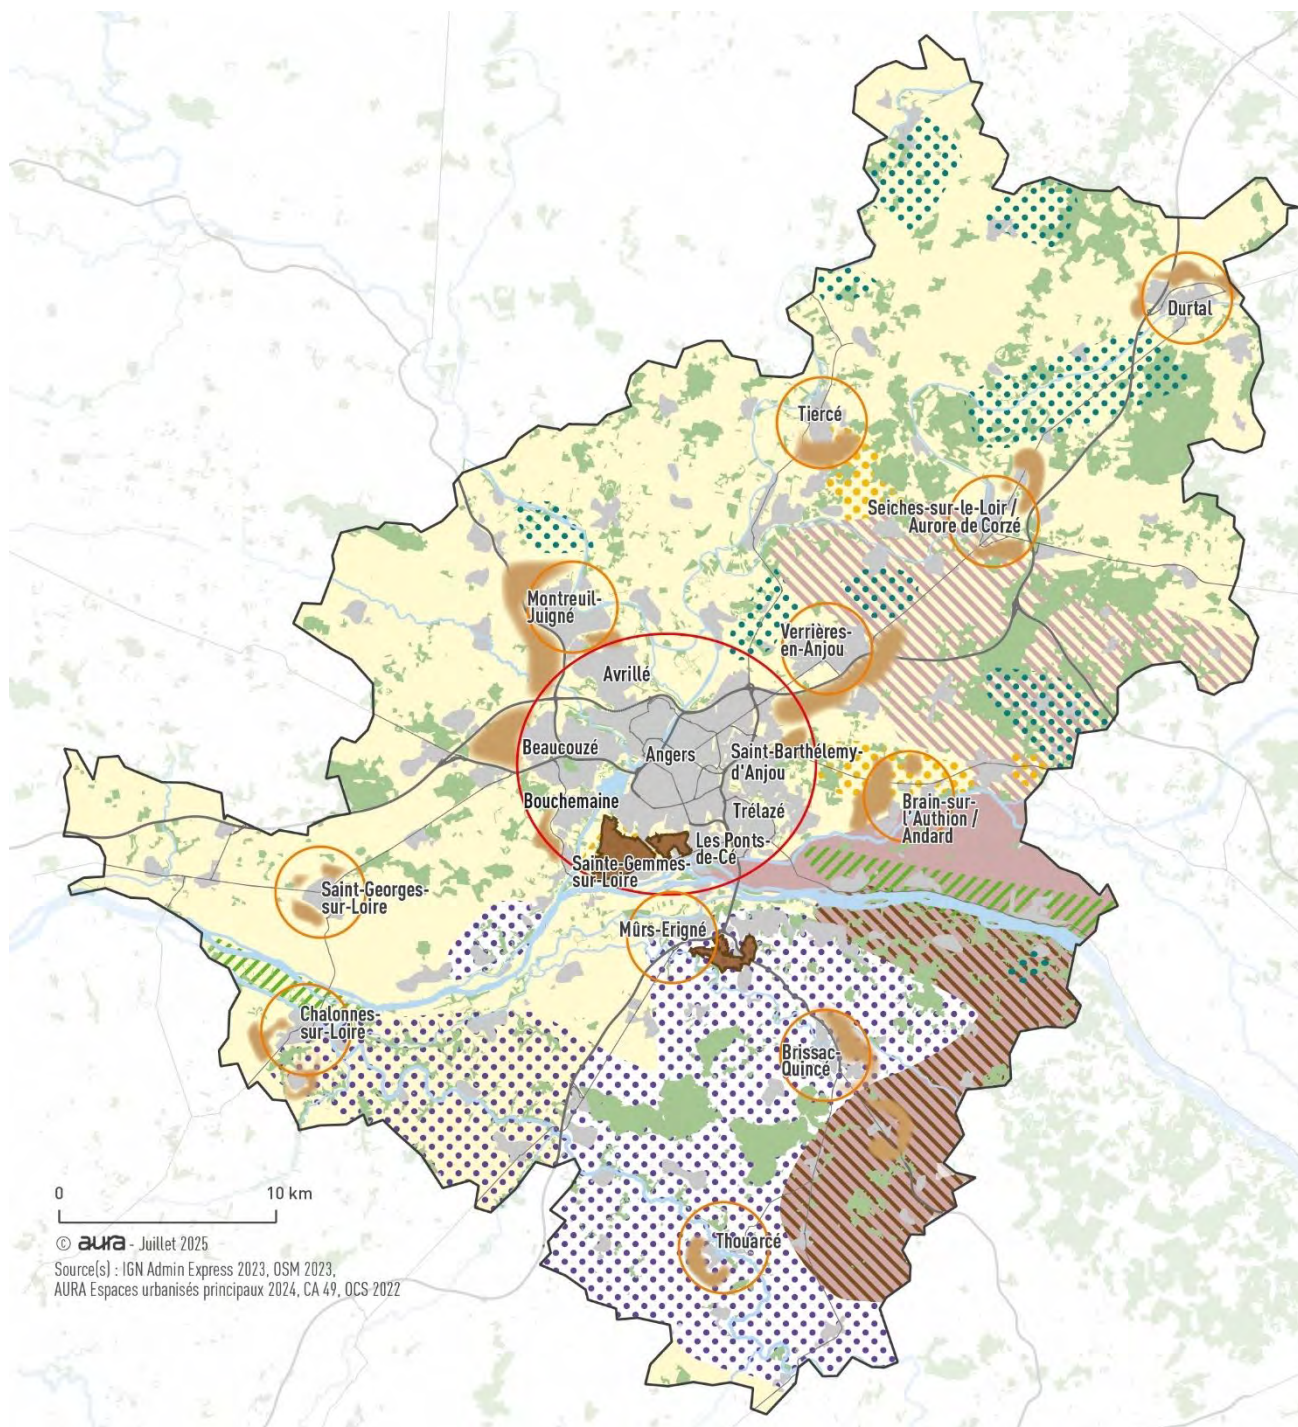 Durtal
Tiercé
Seiches-sur-le-Loir /
Aurore de Corzé
Montreuil-
Juigné
Verrières-
en-Anjou
Avrillé
Beaucouzé
Angers
Saint-Barthélemy-
d'Anjou
Bouchemaine
Trélazé
Brain-sur-
l'Authion /
Andard
Les Ponts-
de-Cé
Sainte-Gemmes-
sur-Loire
Saint-Georges-
sur-Loire
Mûrs-Erigné
Chalonnes-
sur-Loire
Brissac-
Quincé
Thouarcé
0 10 km
© aura - Juillet 2025
Source(s) : IGN Admin Express 2023, OSM 2023,
AURA Espaces urbanisés principaux 2024, CA 49, OCS 2022